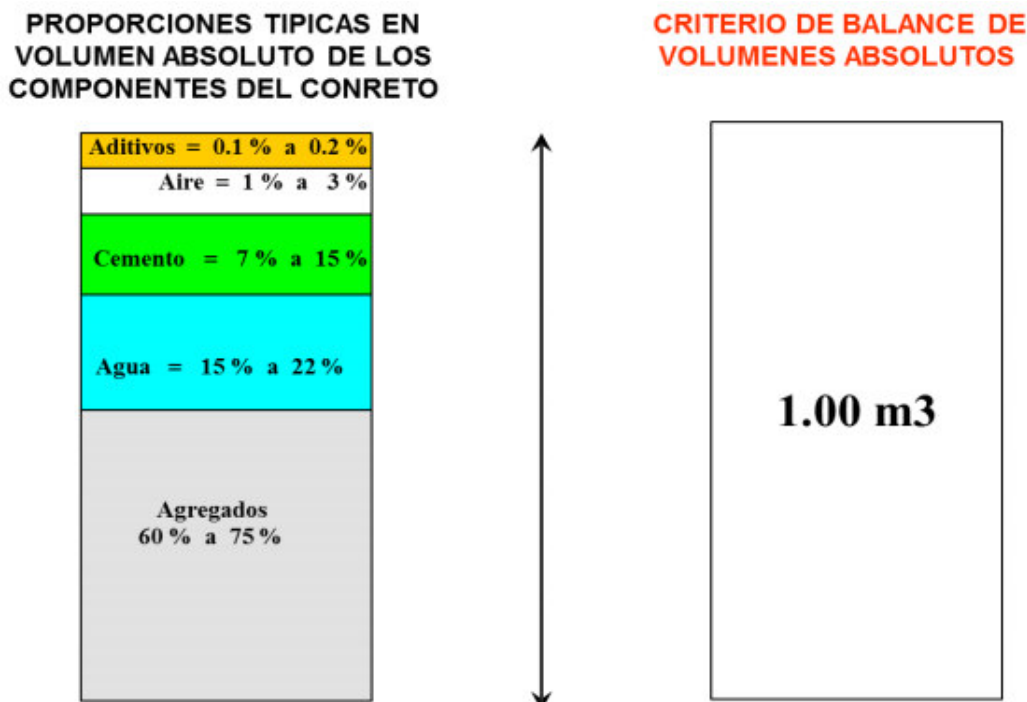 PROPORCIONES TIPICAS EN
VOLUMEN ABSOLUTO DE LOS
COMPONENTES DEL CONRETO
Aditivos = 0.1 % a 0.2 %
Aire = 1 % a 3 %
Cemento = 7 % a 15 %
Agua = 15 % a 22 %
Agregados
60 % a 75 %
CRITERIO DE BALANCE DE
VOLUMENES ABSOLUTOS
1.00 m3